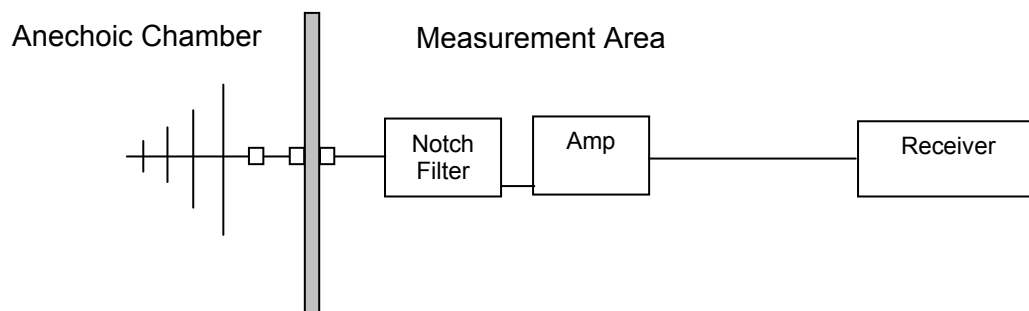 Anechoic Chamber
Measurement Area
Notch
Filter
Amp
Receiver